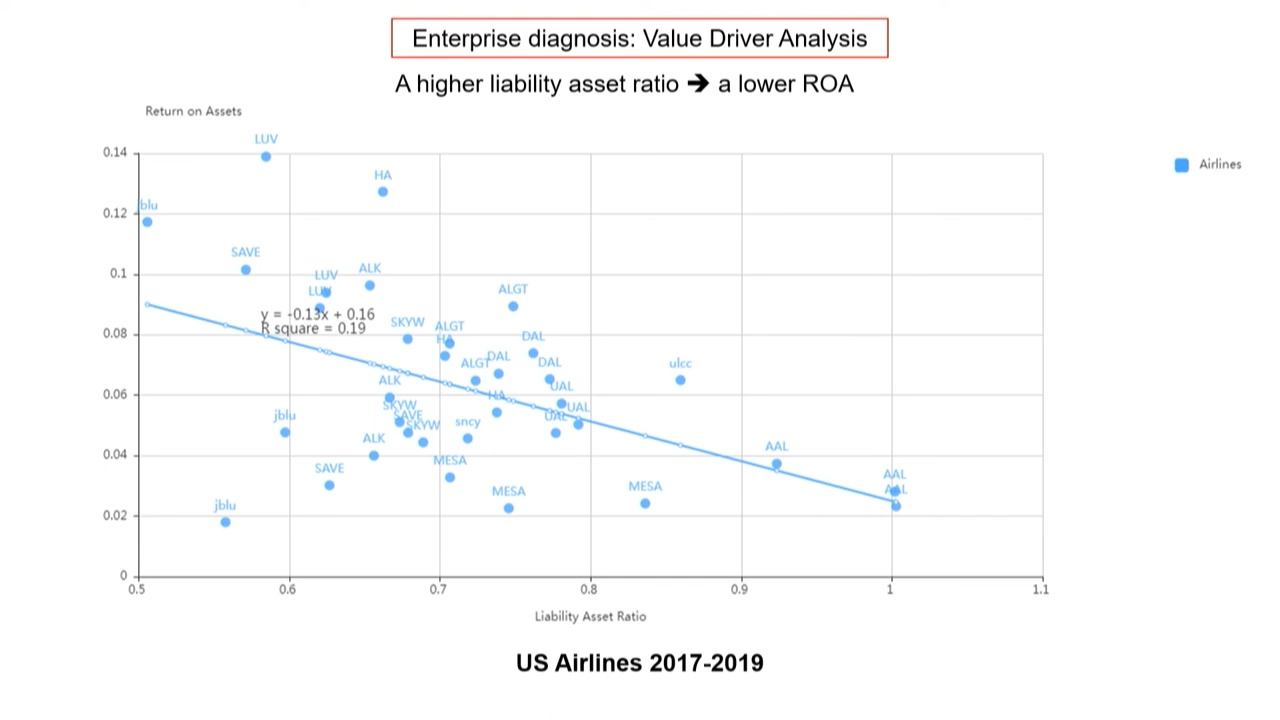 Enterprise diagnosis: Value Driver Analysis
A higher liability asset ratio ➔ a lower ROA
Return on Assets
LUV
0.14
Airlines
HA
jblu
0.12
SAVE
ALK
0.1
LUV
LUV
ALGT
y = -0.13x + 0.16
R square = 0.19
SKYW
ALGT
0.08
HA
DAL
ALGT
DAL
DAL
ulcc
ALK
UAL
0.06
HA
SKYW
UAL
SAVE
UAL
jblu
SKYW
sncy
ALK
AAL
0.04
MESA
SAVE
AAL
MESA
MESA
AAL
jblu
0.02
0
0.5
0.6
0.7
0.8
0.9
1
1.1
Liability Asset Ratio
US Airlines 2017-2019